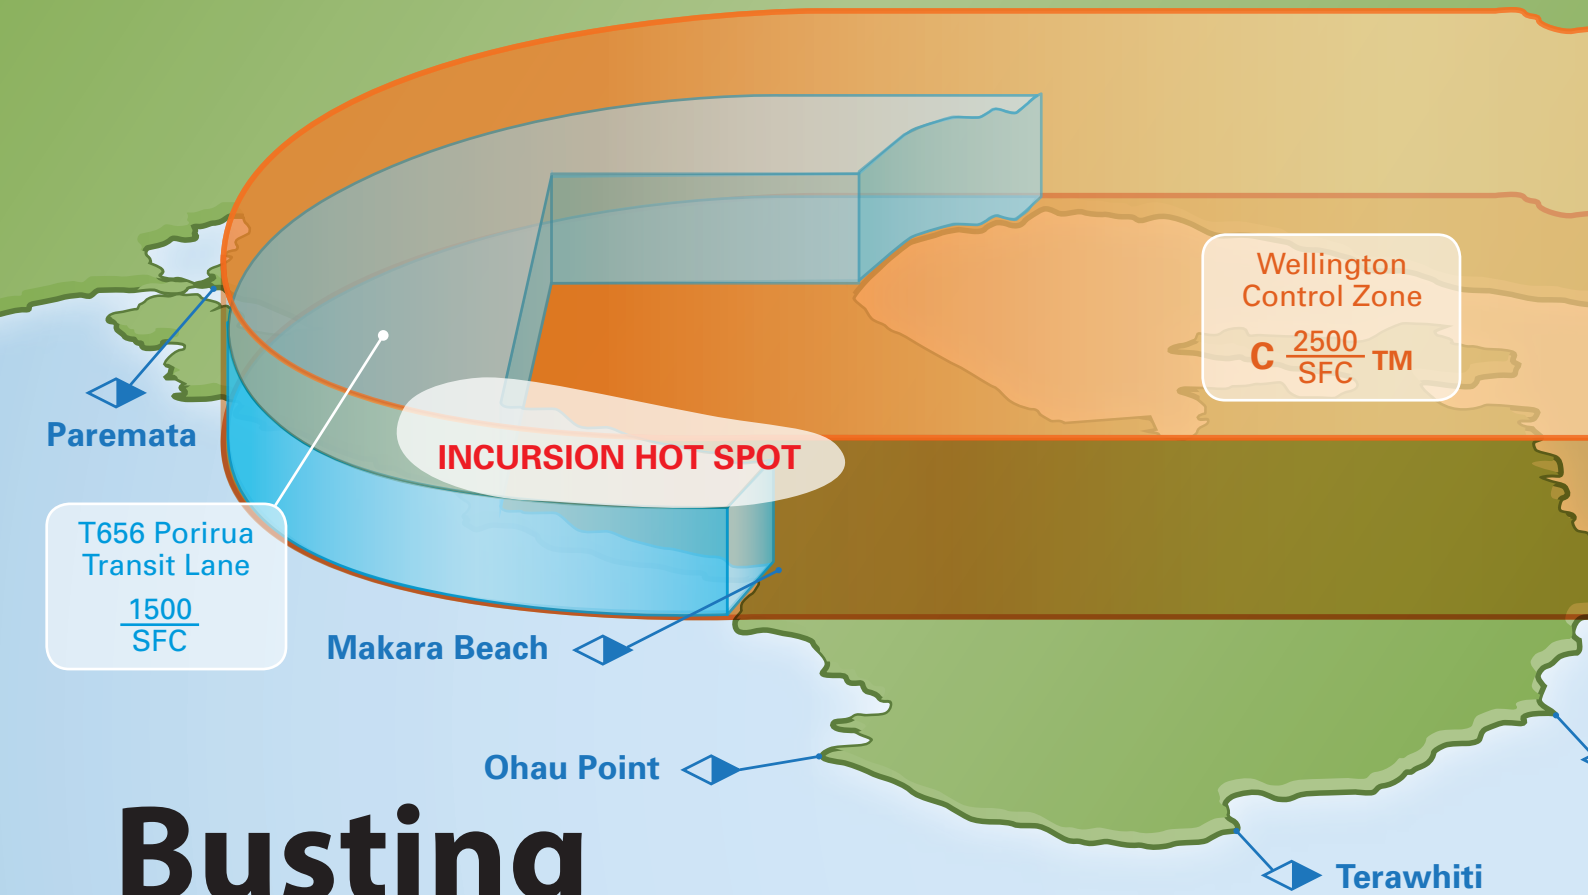 Wellington
Control Zone
C 2500 TM
SFC
Paremata
INCURSION HOT SPOT
T656 Porirua
Transit Lane
1500
SFC
Makara Beach
Ohau Point
Busting
Terawhiti